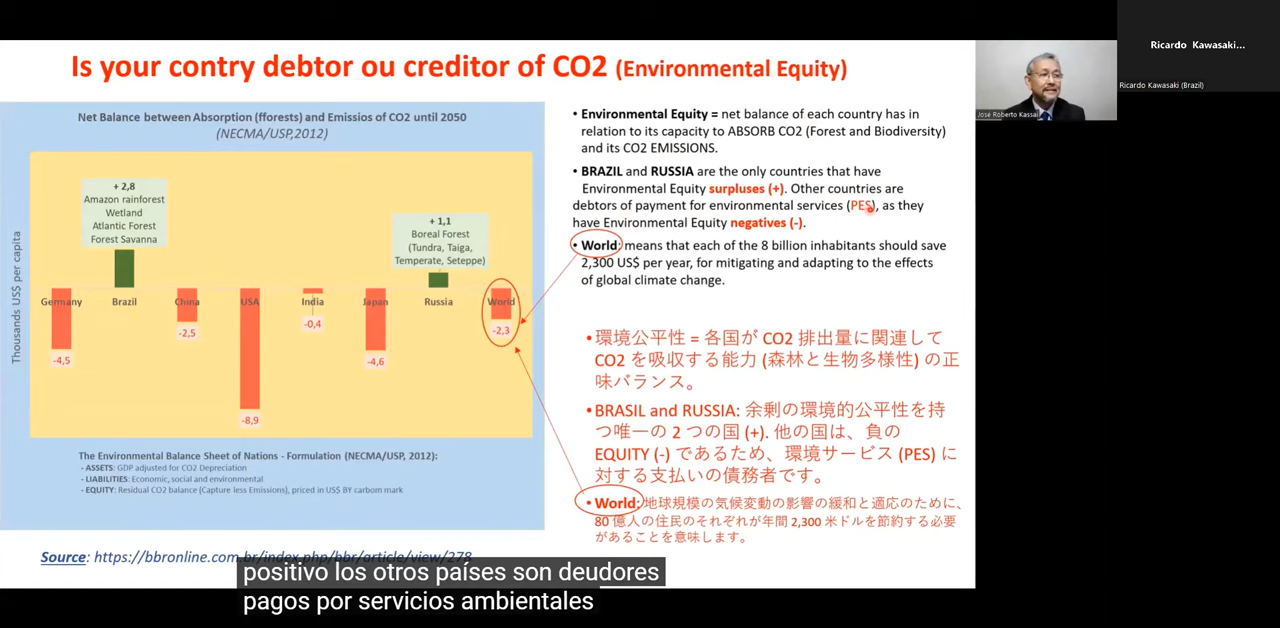 Is your contry debtor ou creditor of CO2 (Environmental Equity)
Net Balance between Absorption (fforests) and Emissios of CO2 until 2050
(NECMA/USP,2012)
Thousands US$ per capita
+ 2,8
Amazon rainforest
Wetland
Atlantic Forest
Forest Savanna
+ 1,1
Boreal Forest
(Tundra, Taiga,
Temperate, Seteppe)
Germany
Brazil
China
USA
India
Japan
Russia
World
-4,5
-2,5
-8,9
-0,4
-4,6
-2,3
The Environmental Balance Sheet of Nations - Formulation (NECMA/USP, 2012):
- ASSETS: GDP adjusted for CO2 Depreciation
- LIABILITIES: Economic, social and environmental
- EQUITY: Residual CO2 balance (Capture less Emissions), priced in US$ BY carbom mark
Source: https://bbronline.com.br/index.php/bbr/article/view/278
• Environmental Equity = net balance of each country has in
relation to its capacity to ABSORB CO2 (Forest and Biodiversity)
and its CO2 EMISSIONS.
• BRAZIL and RUSSIA are the only countries that have
Environmental Equity surpluses (+). Other countries are
debtors of payment for environmental services (PES), as they
have Environmental Equity negatives (-).
• World: means that each of the 8 billion inhabitants should save
2,300 US$ per year, for mitigating and adapting to the effects
of global climate change.
•環境公平性 = 各国が CO2 排出量に関連して
CO2 を吸収する能力 (森林と生物多様性) の正
味バランス。
•BRASIL and RUSSIA: 余剰の環境的公平性を持
つ唯一の 2 つの国 (+). 他の国は、負の
EQUITY (-) であるため、環境サービス (PES) に
対する支払いの債務者です。
• World: 地球規模の気候変動の影響の緩和と適応のために、
80 億人の住民のそれぞれが年間 2,300 米ドルを節約する必要
があることを意味します。
positivo los otros países son deudores
pagos por servicios ambientales
José Roberto Kassai
Ricardo Kawasaki...
Ricardo Kawasaki (Brazil)